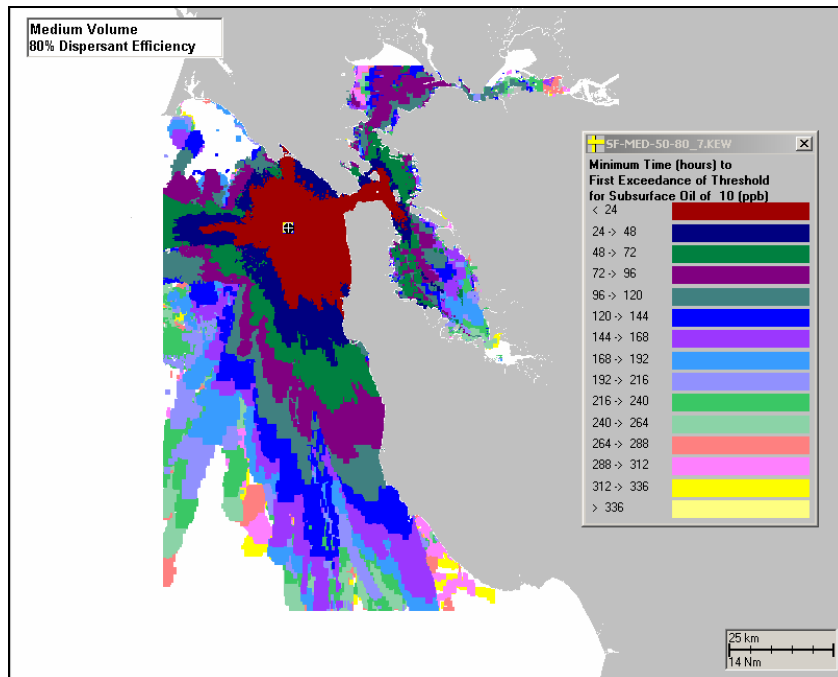 Medium Volume
80% Dispersant Efficiency
SF-MED-50-80_7.KEW
Minimum Time (hours) to
First Exceedance of Threshold
for Subsurface Oil of 10 (ppb)
< 24
24 -> 48
48 -> 72
72 -> 96
96 -> 120
120 -> 144
144 -> 168
168 -> 192
192 -> 216
216 -> 240
240 -> 264
264 -> 288
288 -> 312
312 -> 336
> 336
25 km
14 Nm